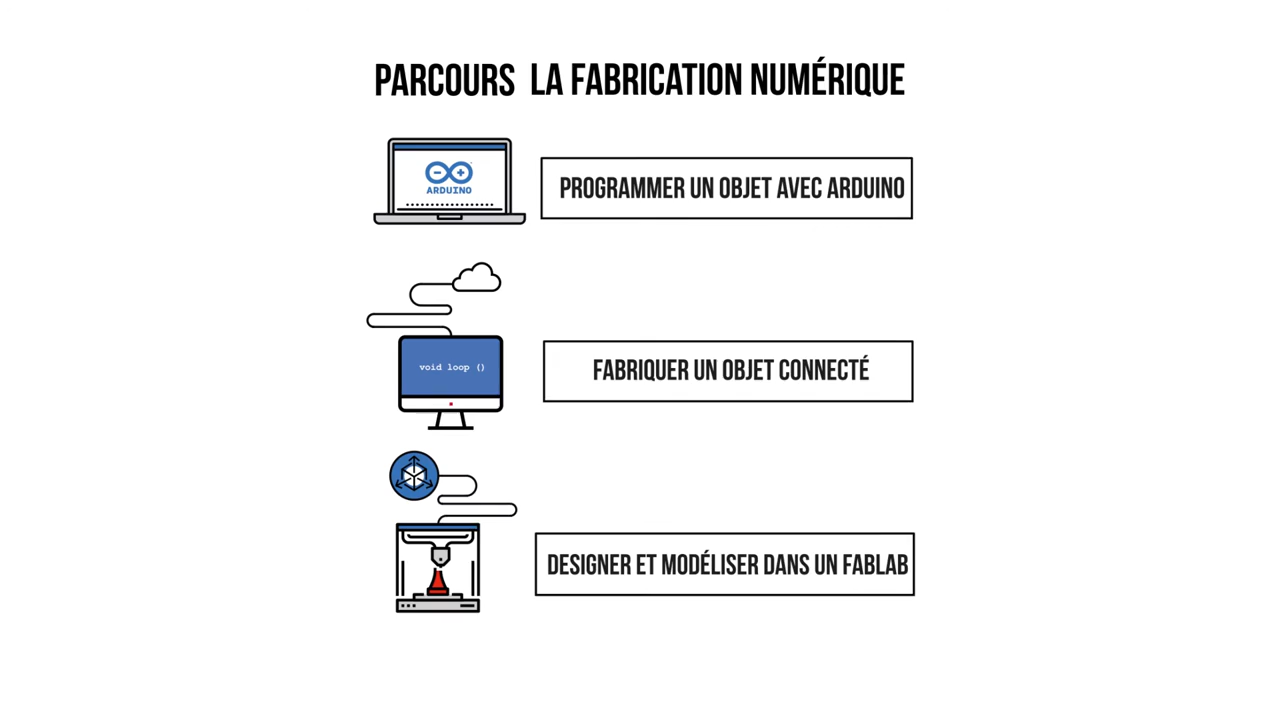 PARCOURS LA FABRICATION NUMÉRIQUE
ARDUINO
PROGRAMMER UN OBJET AVEC ARDUINO
void loop ()
FABRIQUER UN OBJET CONNECTÉ
DESIGNER ET MODÉLISER DANS UN FABLAB